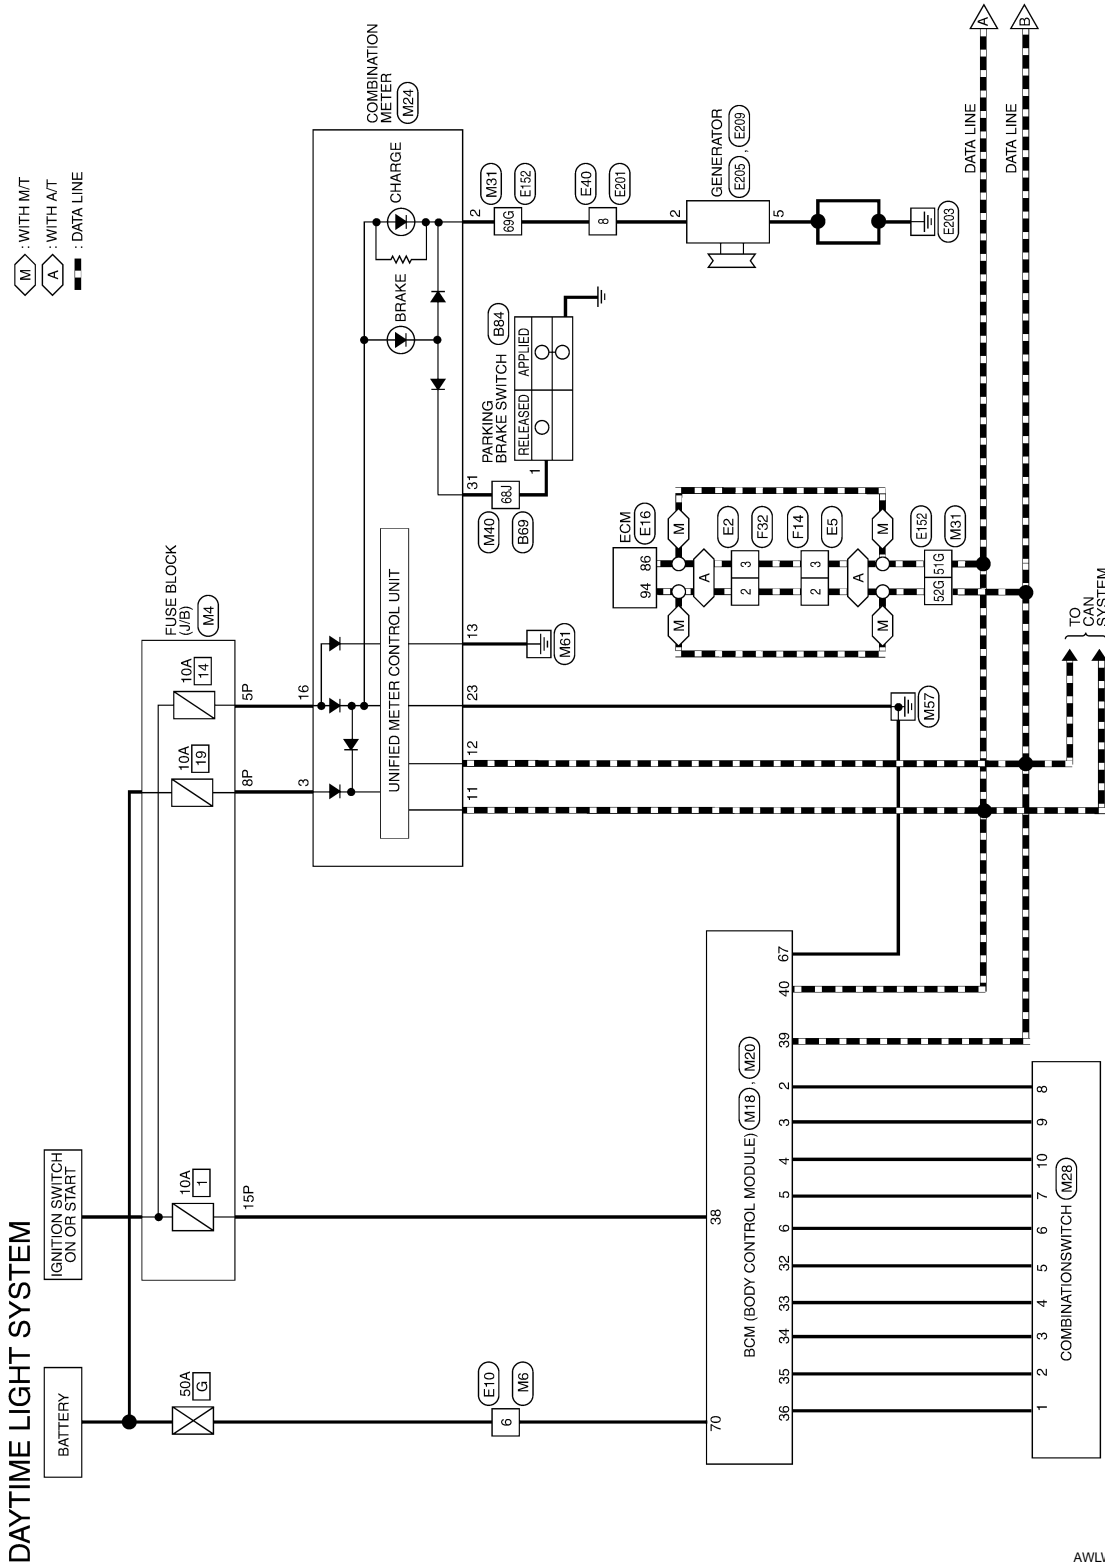 DAYTIME LIGHT SYSTEM
M : WITH M/T
A : WITH A/T
: DATA LINE
BATTERY
IGNITION SWITCH
ON OR START
50A
G
10A
1
10A
19
10A
14
FUSE BLOCK
(J/B)
M4
15P
8P
5P
3
16
COMBINATION
METER
M24
BRAKE
CHARGE
UNIFIED METER CONTROL UNIT
11
12
23
13
31
2
E10
M6
6
M61
M40
B69
68J
1
PARKING
BRAKE SWITCH
B84
RELEASED
APPLIED
M31
E152
69G
E40
E201
8
2
GENERATOR
E205 , E209
5
E203
ECM
E16
94
86
M
M
A
E2
F32
2
3
F14
E5
2
3
A
M
M
E152
M31
52G
51G
M57
DATA LINE
A
DATA LINE
B
TO
CAN
SYSTEM
70
38
BCM (BODY CONTROL MODULE) M18 , M20
36
35
34
33
32
6
5
4
3
2
39
40
67
1
2
3
4
5
6
7
10
9
8
COMBINATIONSWITCH M28